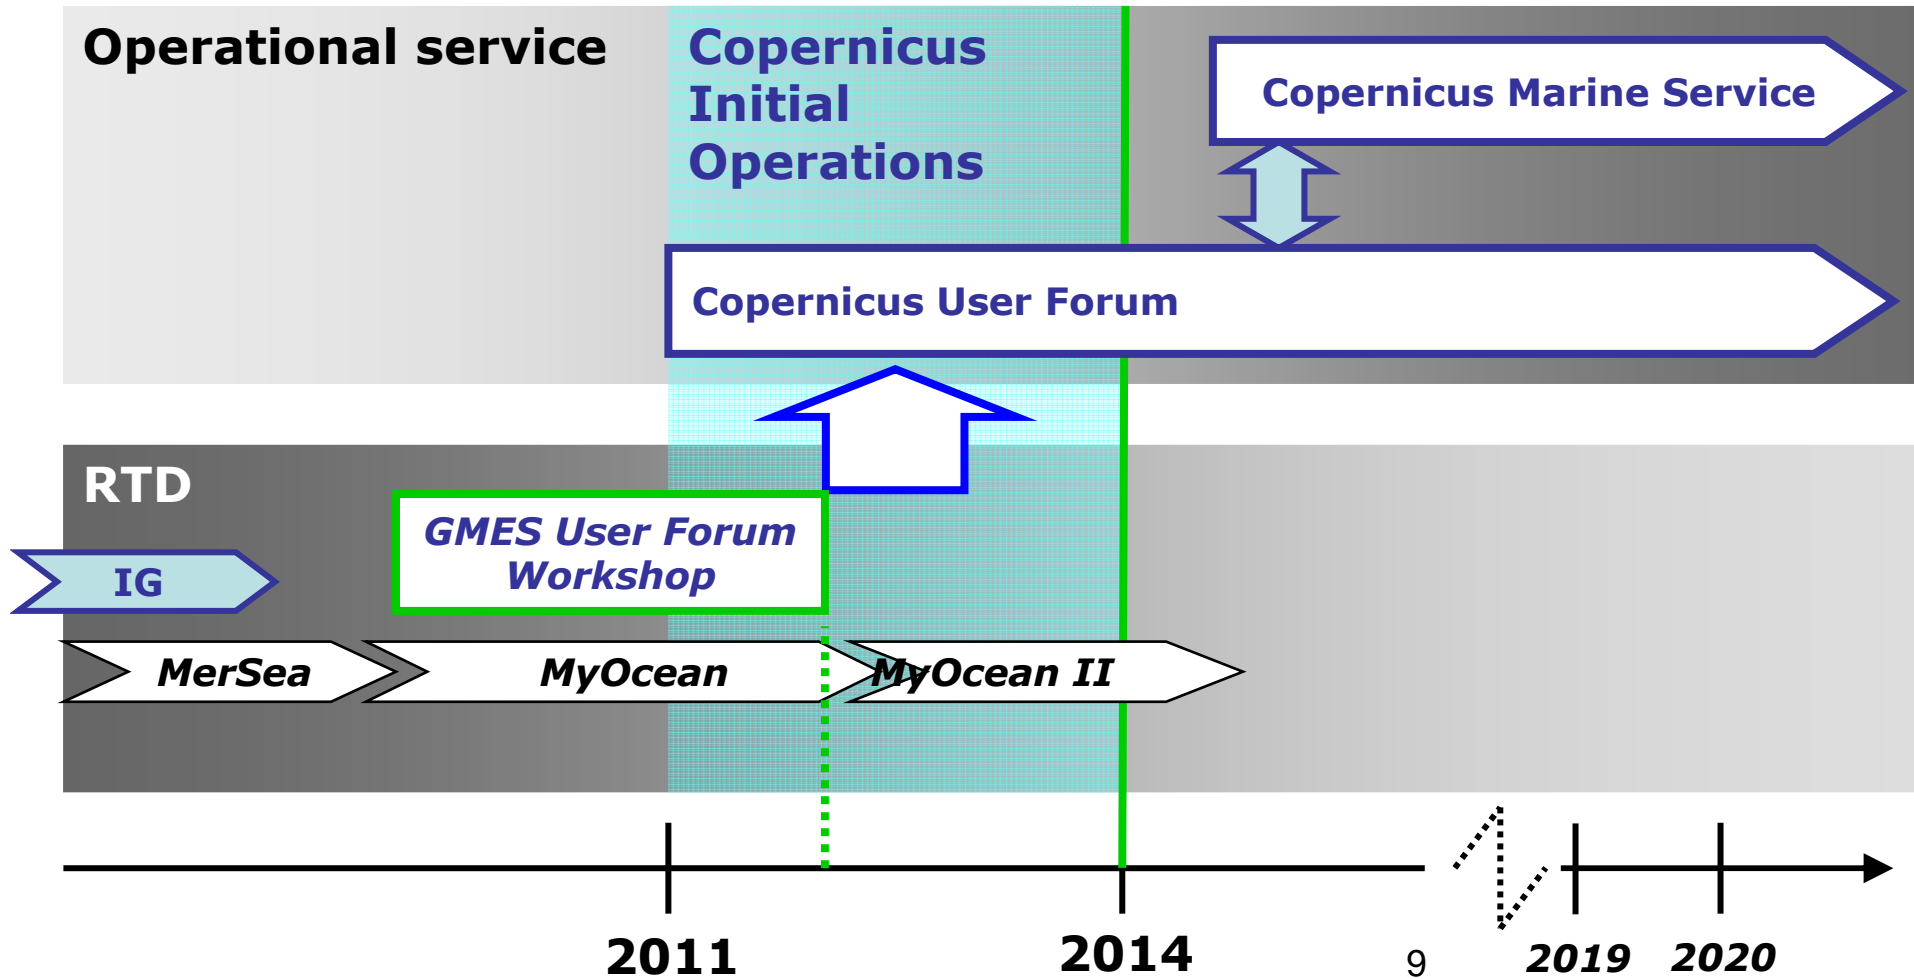 Operational service
Copernicus
Initial
Operations
Copernicus Marine Service
Copernicus User Forum
RTD
GMES User Forum
Workshop
IG
MerSea
MyOcean
MyOcean II
2011
2014
9
2019
2020